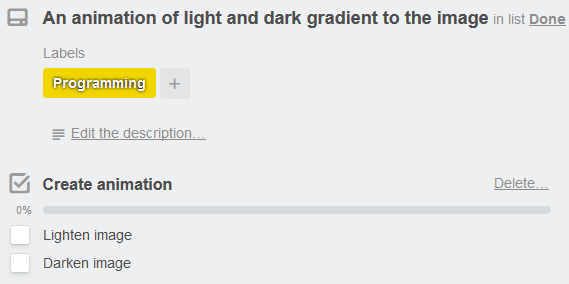 An animation of light and dark gradient to the image in list Done
Labels
Programming +
Edit the description…
Create animation Delete…
0%
Lighten image
Darken image